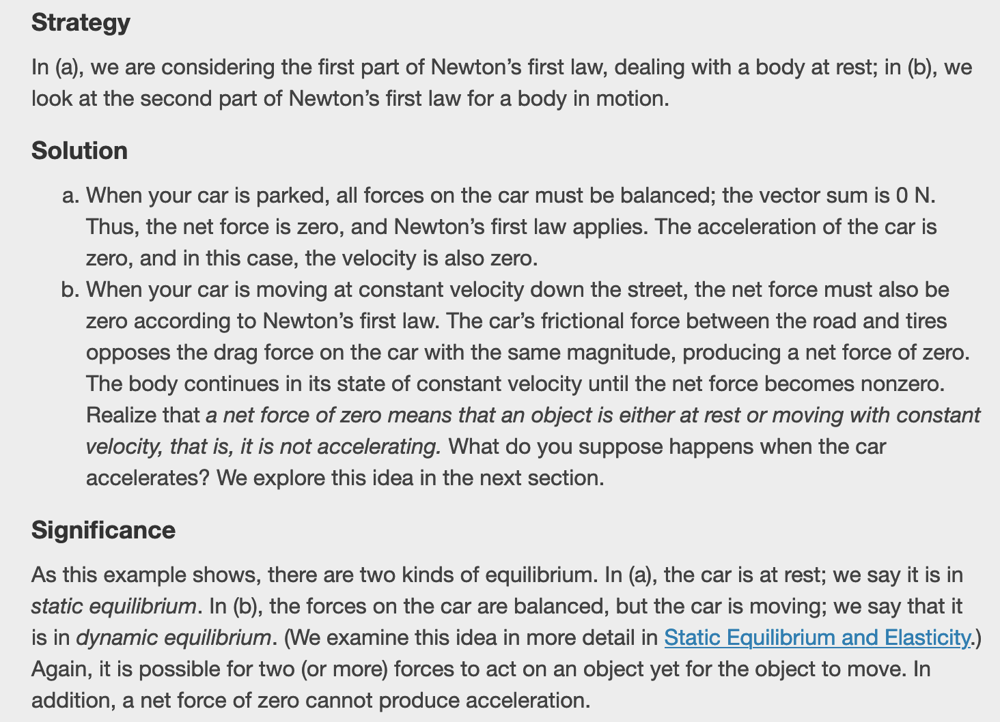 Strategy
In (a), we are considering the first part of Newton’s first law, dealing with a body at rest; in (b), we
look at the second part of Newton’s first law for a body in motion.
Solution
a. When your car is parked, all forces on the car must be balanced; the vector sum is 0 N.
Thus, the net force is zero, and Newton’s first law applies. The acceleration of the car is
zero, and in this case, the velocity is also zero.
b. When your car is moving at constant velocity down the street, the net force must also be
zero according to Newton’s first law. The car’s frictional force between the road and tires
opposes the drag force on the car with the same magnitude, producing a net force of zero.
The body continues in its state of constant velocity until the net force becomes nonzero.
Realize that a net force of zero means that an object is either at rest or moving with constant
velocity, that is, it is not accelerating. What do you suppose happens when the car
accelerates? We explore this idea in the next section.
Significance
As this example shows, there are two kinds of equilibrium. In (a), the car is at rest; we say it is in
static equilibrium. In (b), the forces on the car are balanced, but the car is moving; we say that it
is in dynamic equilibrium. (We examine this idea in more detail in Static Equilibrium and Elasticity.)
Again, it is possible for two (or more) forces to act on an object yet for the object to move. In
addition, a net force of zero cannot produce acceleration.